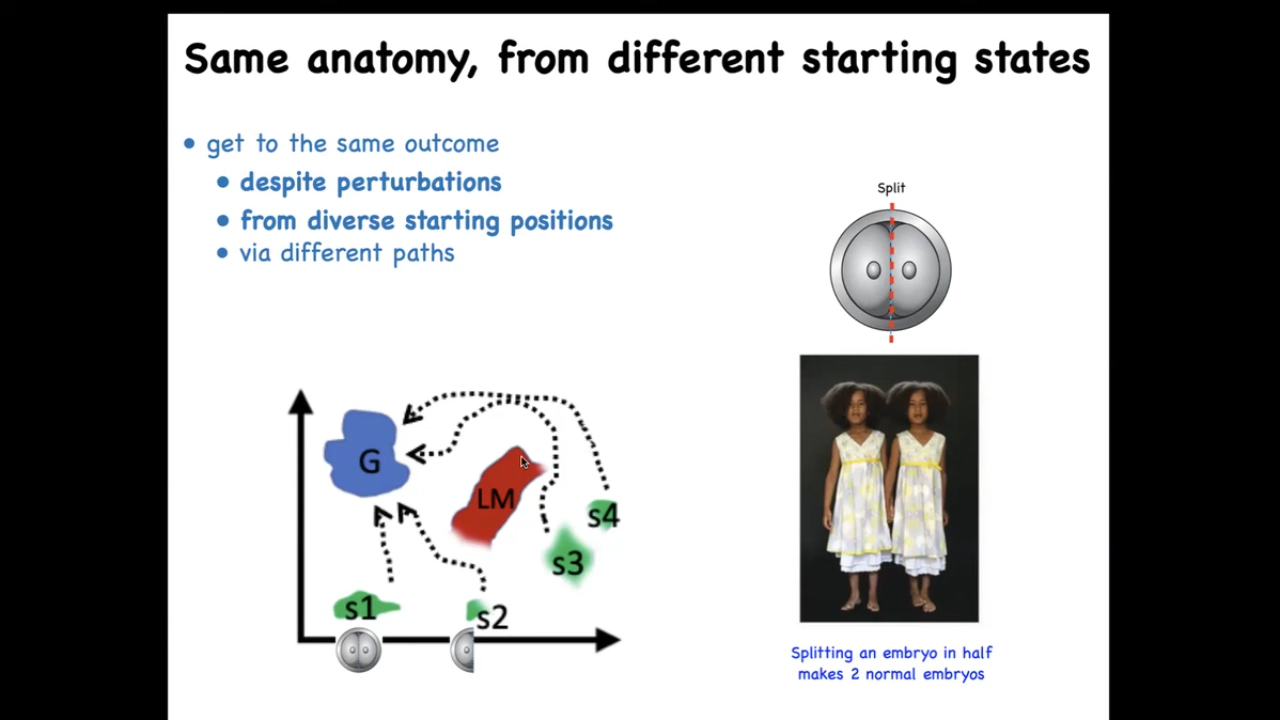 Same anatomy, from different starting states
• get to the same outcome
• despite perturbations
• from diverse starting positions
• via different paths
Split
G
LM
s4
s3
s1
s2
Splitting an embryo in half
makes 2 normal embryos